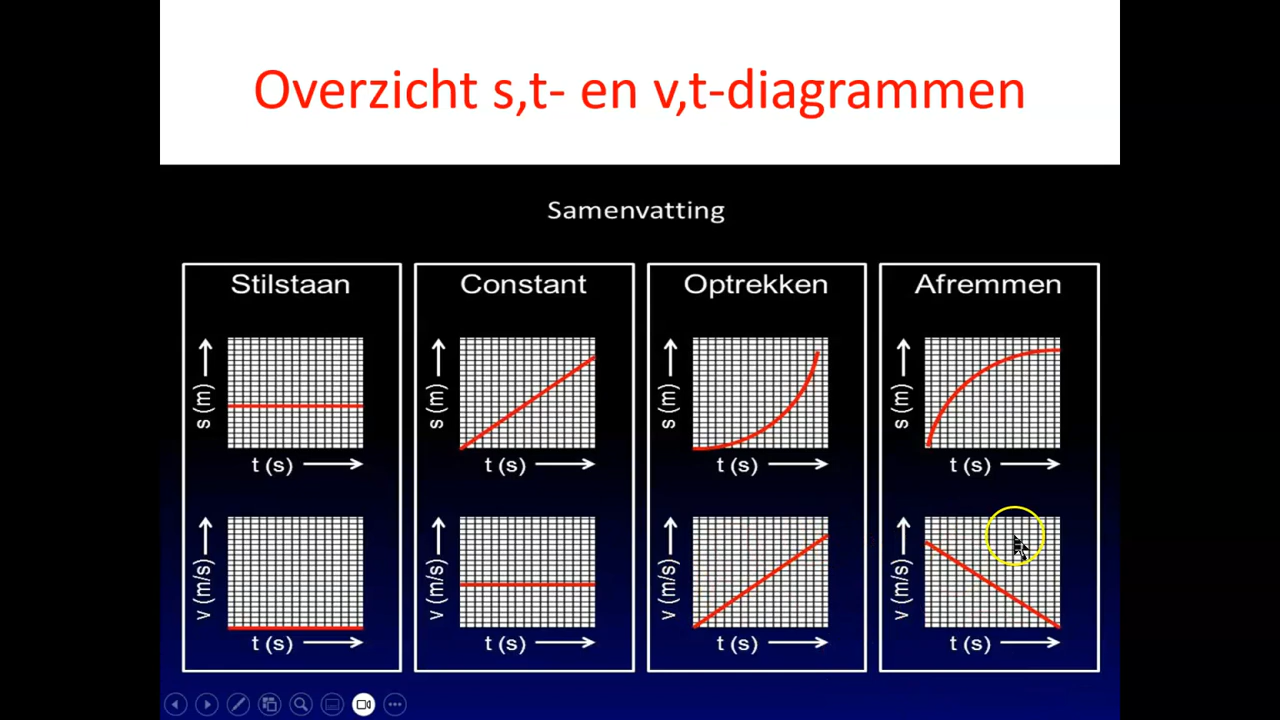 Overzicht s,t- en v,t-diagrammen
Samenvatting
Stilstaan
s (m)
t (s)
v (m/s)
t (s)
Constant
s (m)
t (s)
v (m/s)
t (s)
Optrekken
s (m)
t (s)
v (m/s)
t (s)
Afremmen
s (m)
t (s)
v (m/s)
t (s)